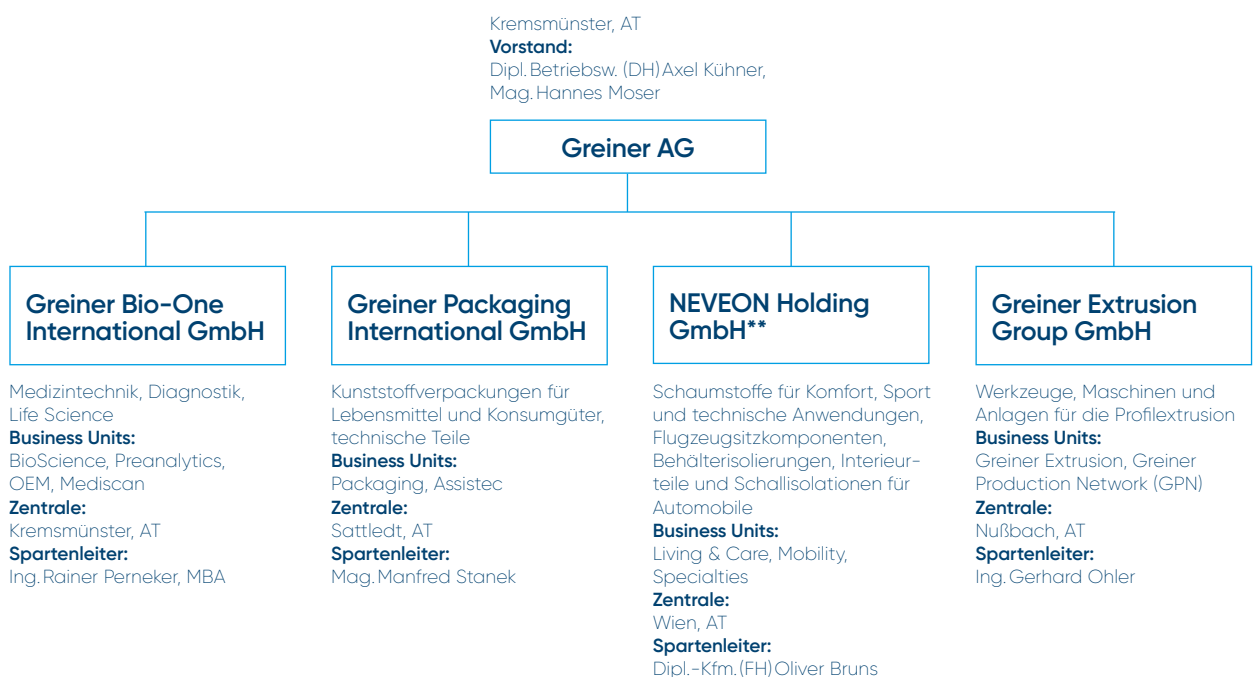 Kremsmünster, AT
Vorstand:
Dipl. Betriebsw. (DH) Axel Kühner,
Mag. Hannes Moser
Greiner AG
Greiner Bio-One
International GmbH
Medizintechnik, Diagnostik,
Life Science
Business Units:
BioScience, Preanalytics,
OEM, Mediscan
Zentrale:
Kremsmünster, AT
Spartenleiter:
Ing. Rainer Perneker, MBA
Greiner Packaging
International GmbH
Kunststoffverpackungen für
Lebensmittel und Konsumgüter,
technische Teile
Business Units:
Packaging, Assistec
Zentrale:
Sattledt, AT
Spartenleiter:
Mag. Manfred Stanek
NEVEON Holding
GmbH**
Schaumstoffe für Komfort, Sport
und technische Anwendungen,
Flugzeugsitzkomponenten,
Behälterisolierungen, Interieur-
teile und Schallisolationen für
Automobile
Business Units:
Living & Care, Mobility,
Specialties
Zentrale:
Wien, AT
Spartenleiter:
Dipl.-Kfm. (FH) Oliver Bruns
Greiner Extrusion
Group GmbH
Werkzeuge, Maschinen und
Anlagen für die Profilextrusion
Business Units:
Greiner Extrusion, Greiner
Production Network (GPN)
Zentrale:
Nußbach, AT
Spartenleiter:
Ing. Gerhard Ohler